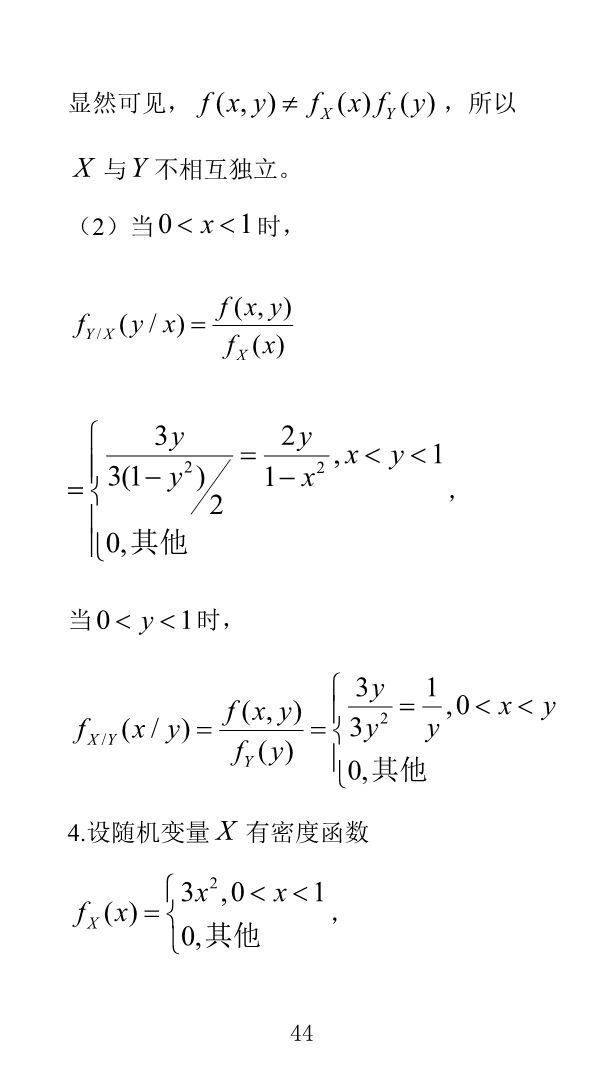 显然可见， f(x, y) ≠ f_X(x) f_Y(y) ，所以
X 与 Y 不相互独立。
（2）当 0 < x < 1 时，
f_{Y/X}(y / x) = \frac{f(x, y)}{f_X(x)}
= \begin{cases} \frac{3y}{3(1-y^2)/2} = \frac{2y}{1-x^2}, x < y < 1 \\ 0, 其他 \end{cases} ，
当 0 < y < 1 时，
f_{X/Y}(x / y) = \frac{f(x, y)}{f_Y(y)} = \begin{cases} \frac{3y}{3y^2} = \frac{1}{y}, 0 < x < y \\ 0, 其他 \end{cases}
4.设随机变量 X 有密度函数
f_X(x) = \begin{cases} 3x^2, 0 < x < 1 \\ 0, 其他 \end{cases} ，
44